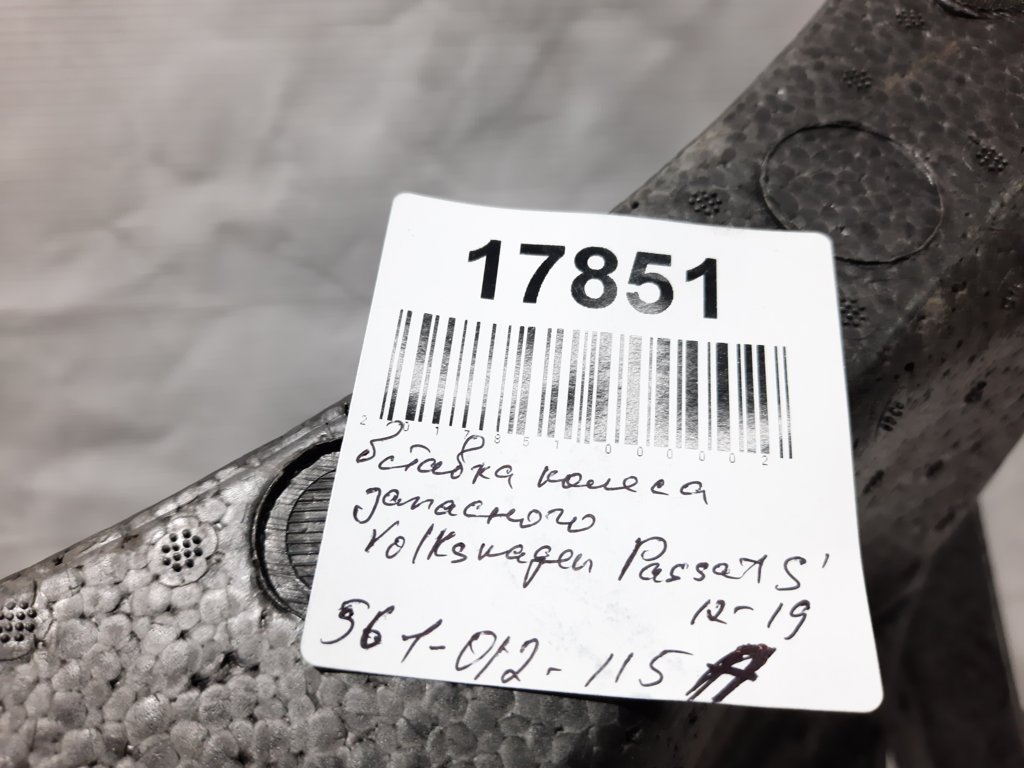 17851
2017851000002
Вставка колеса
запасного
Volkswagen Passat S'
12-19
561-012-115 A